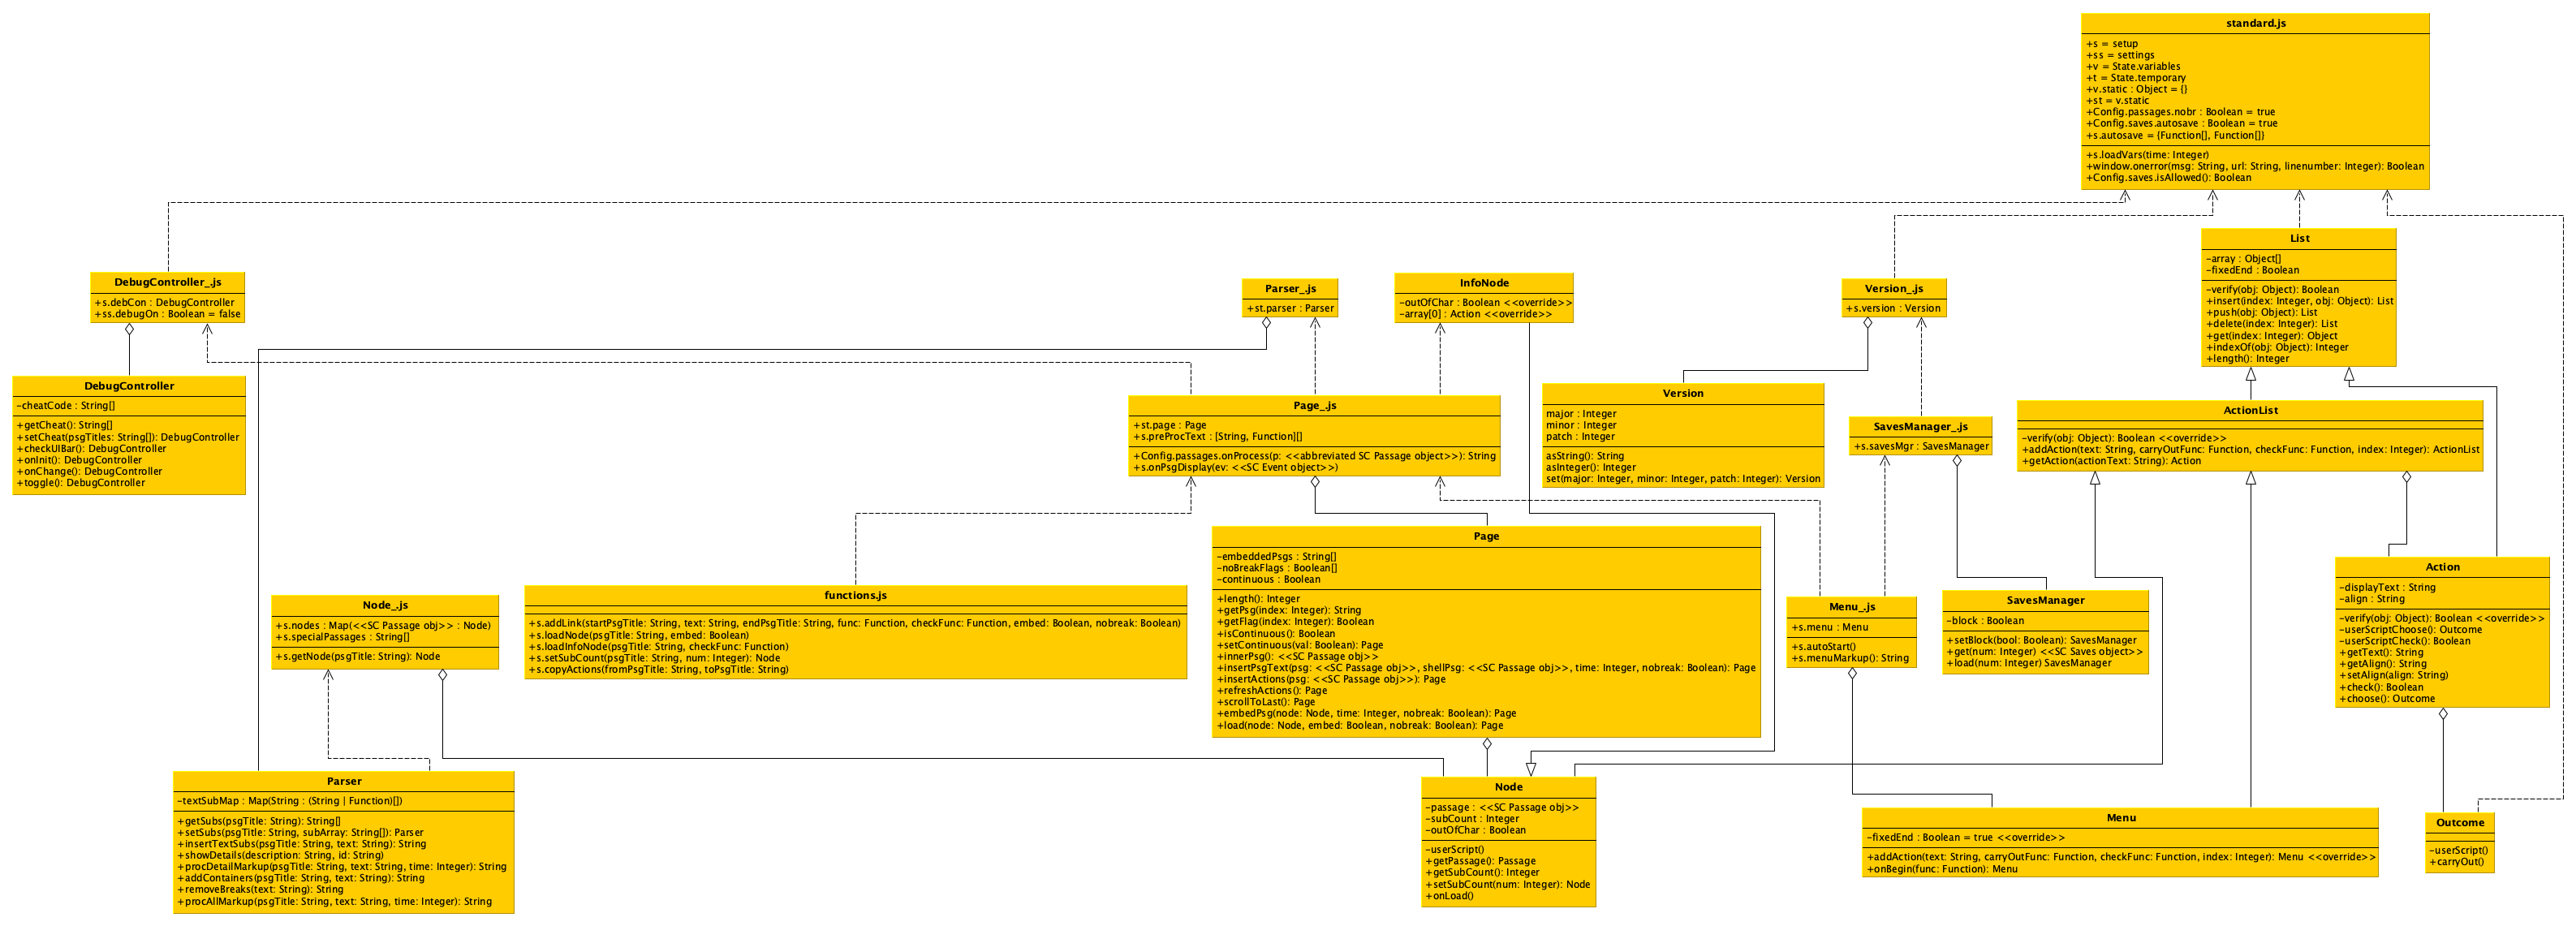 standard.js
+s = setup
+ss = settings
+v = State.variables
+t = State.temporary
+v.static : Object = {}
+st = v.static
+Config.passages.nobr : Boolean = true
+Config.saves.autosave : Boolean = true
+s.autosave = {Function[], Function[]}
+s.loadVars(time: Integer)
+window.onerror(msg: String, url: String, linenumber: Integer): Boolean
+Config.saves.isAllowed(): Boolean
List
-array : Object[]
-fixedEnd : Boolean
-verify(obj: Object): Boolean
+insert(index: Integer, obj: Object): List
+push(obj: Object): List
+delete(index: Integer): List
+get(index: Integer): Object
+indexOf(obj: Object): Integer
+length(): Integer
DebugController_.js
+s.debCon : DebugController
+ss.debugOn : Boolean = false
Parser_.js
+st.parser : Parser
InfoNode
-outOfChar : Boolean <<override>>
-array[0] : Action <<override>>
Version_.js
+s.version : Version
DebugController
-cheatCode : String[]
+getCheat(): String[]
+setCheat(psgTitles: String[]): DebugController
+checkUIBar(): DebugController
+onInit(): DebugController
+onChange(): DebugController
+toggle(): DebugController
Page_.js
+st.page : Page
+s.preProcText : [String, Function][]
+Config.passages.onProcess(p: <<abbreviated SC Passage object>>): String
+s.onPsgDisplay(ev: <<SC Event object>>)
Version
major : Integer
minor : Integer
patch : Integer
asString(): String
asInteger(): Integer
set(major: Integer, minor: Integer, patch: Integer): Version
SavesManager_.js
+s.savesMgr : SavesManager
ActionList
-verify(obj: Object): Boolean <<override>>
+addAction(text: String, carryOutFunc: Function, checkFunc: Function, index: Integer): ActionList
+getAction(actionText: String): Action
Page
-embeddedPsgs : String[]
-noBreakFlags : Boolean[]
-continuous : Boolean
+length(): Integer
+getPsg(index: Integer): String
+getFlag(index: Integer): Boolean
+isContinuous(): Boolean
+setContinuous(val: Boolean): Page
+innerPsg(): <<SC Passage obj>>
+insertPsgText(psg: <<SC Passage obj>>, shellPsg: <<SC Passage obj>>, time: Integer, nobreak: Boolean): Page
+insertActions(psg: <<SC Passage obj>>): Page
+refreshActions(): Page
+scrollToLast(): Page
+embedPsg(node: Node, time: Integer, nobreak: Boolean): Page
+load(node: Node, embed: Boolean, nobreak: Boolean): Page
Action
-displayText : String
-align : String
-verify(obj: Object): Boolean <<override>>
-userScriptChoose(): Outcome
-userScriptCheck(): Boolean
+getText(): String
+getAlign(): String
+setAlign(align: String)
+check(): Boolean
+choose(): Outcome
Node_.js
+s.nodes : Map(<<SC Passage obj>> : Node)
+s.specialPassages : String[]
+s.getNode(psgTitle: String): Node
functions.js
+s.addLink(startPsgTitle: String, text: String, endPsgTitle: String, func: Function, checkFunc: Function, embed: Boolean, nobreak: Boolean)
+s.loadNode(psgTitle: String, embed: Boolean)
+s.loadInfoNode(psgTitle: String, checkFunc: Function)
+s.setSubCount(psgTitle: String, num: Integer): Node
+s.copyActions(fromPsgTitle: String, toPsgTitle: String)
Menu_.js
+s.menu : Menu
+s.autoStart()
+s.menuMarkup(): String
SavesManager
-block : Boolean
+setBlock(bool: Boolean): SavesManager
+get(num: Integer) <<SC Saves object>>
+load(num: Integer) SavesManager
Parser
-textSubMap : Map(String : (String | Function)[])
+getSubs(psgTitle: String): String[]
+setSubs(psgTitle: String, subArray: String[]): Parser
+insertTextSubs(psgTitle: String, text: String): String
+showDetails(description: String, id: String)
+procDetailMarkup(psgTitle: String, text: String, time: Integer): String
+addContainers(psgTitle: String, text: String): String
+removeBreaks(text: String): String
+procAllMarkup(psgTitle: String, text: String, time: Integer): String
Node
-passage : <<SC Passage obj>>
-subCount : Integer
-outOfChar : Boolean
-userScript()
+getPassage(): Passage
+getSubCount(): Integer
+setSubCount(num: Integer): Node
+onLoad()
Menu
-fixedEnd : Boolean = true <<override>>
+addAction(text: String, carryOutFunc: Function, checkFunc: Function, index: Integer): Menu <<override>>
+onBegin(func: Function): Menu
Outcome
-userScript()
+carryOut()